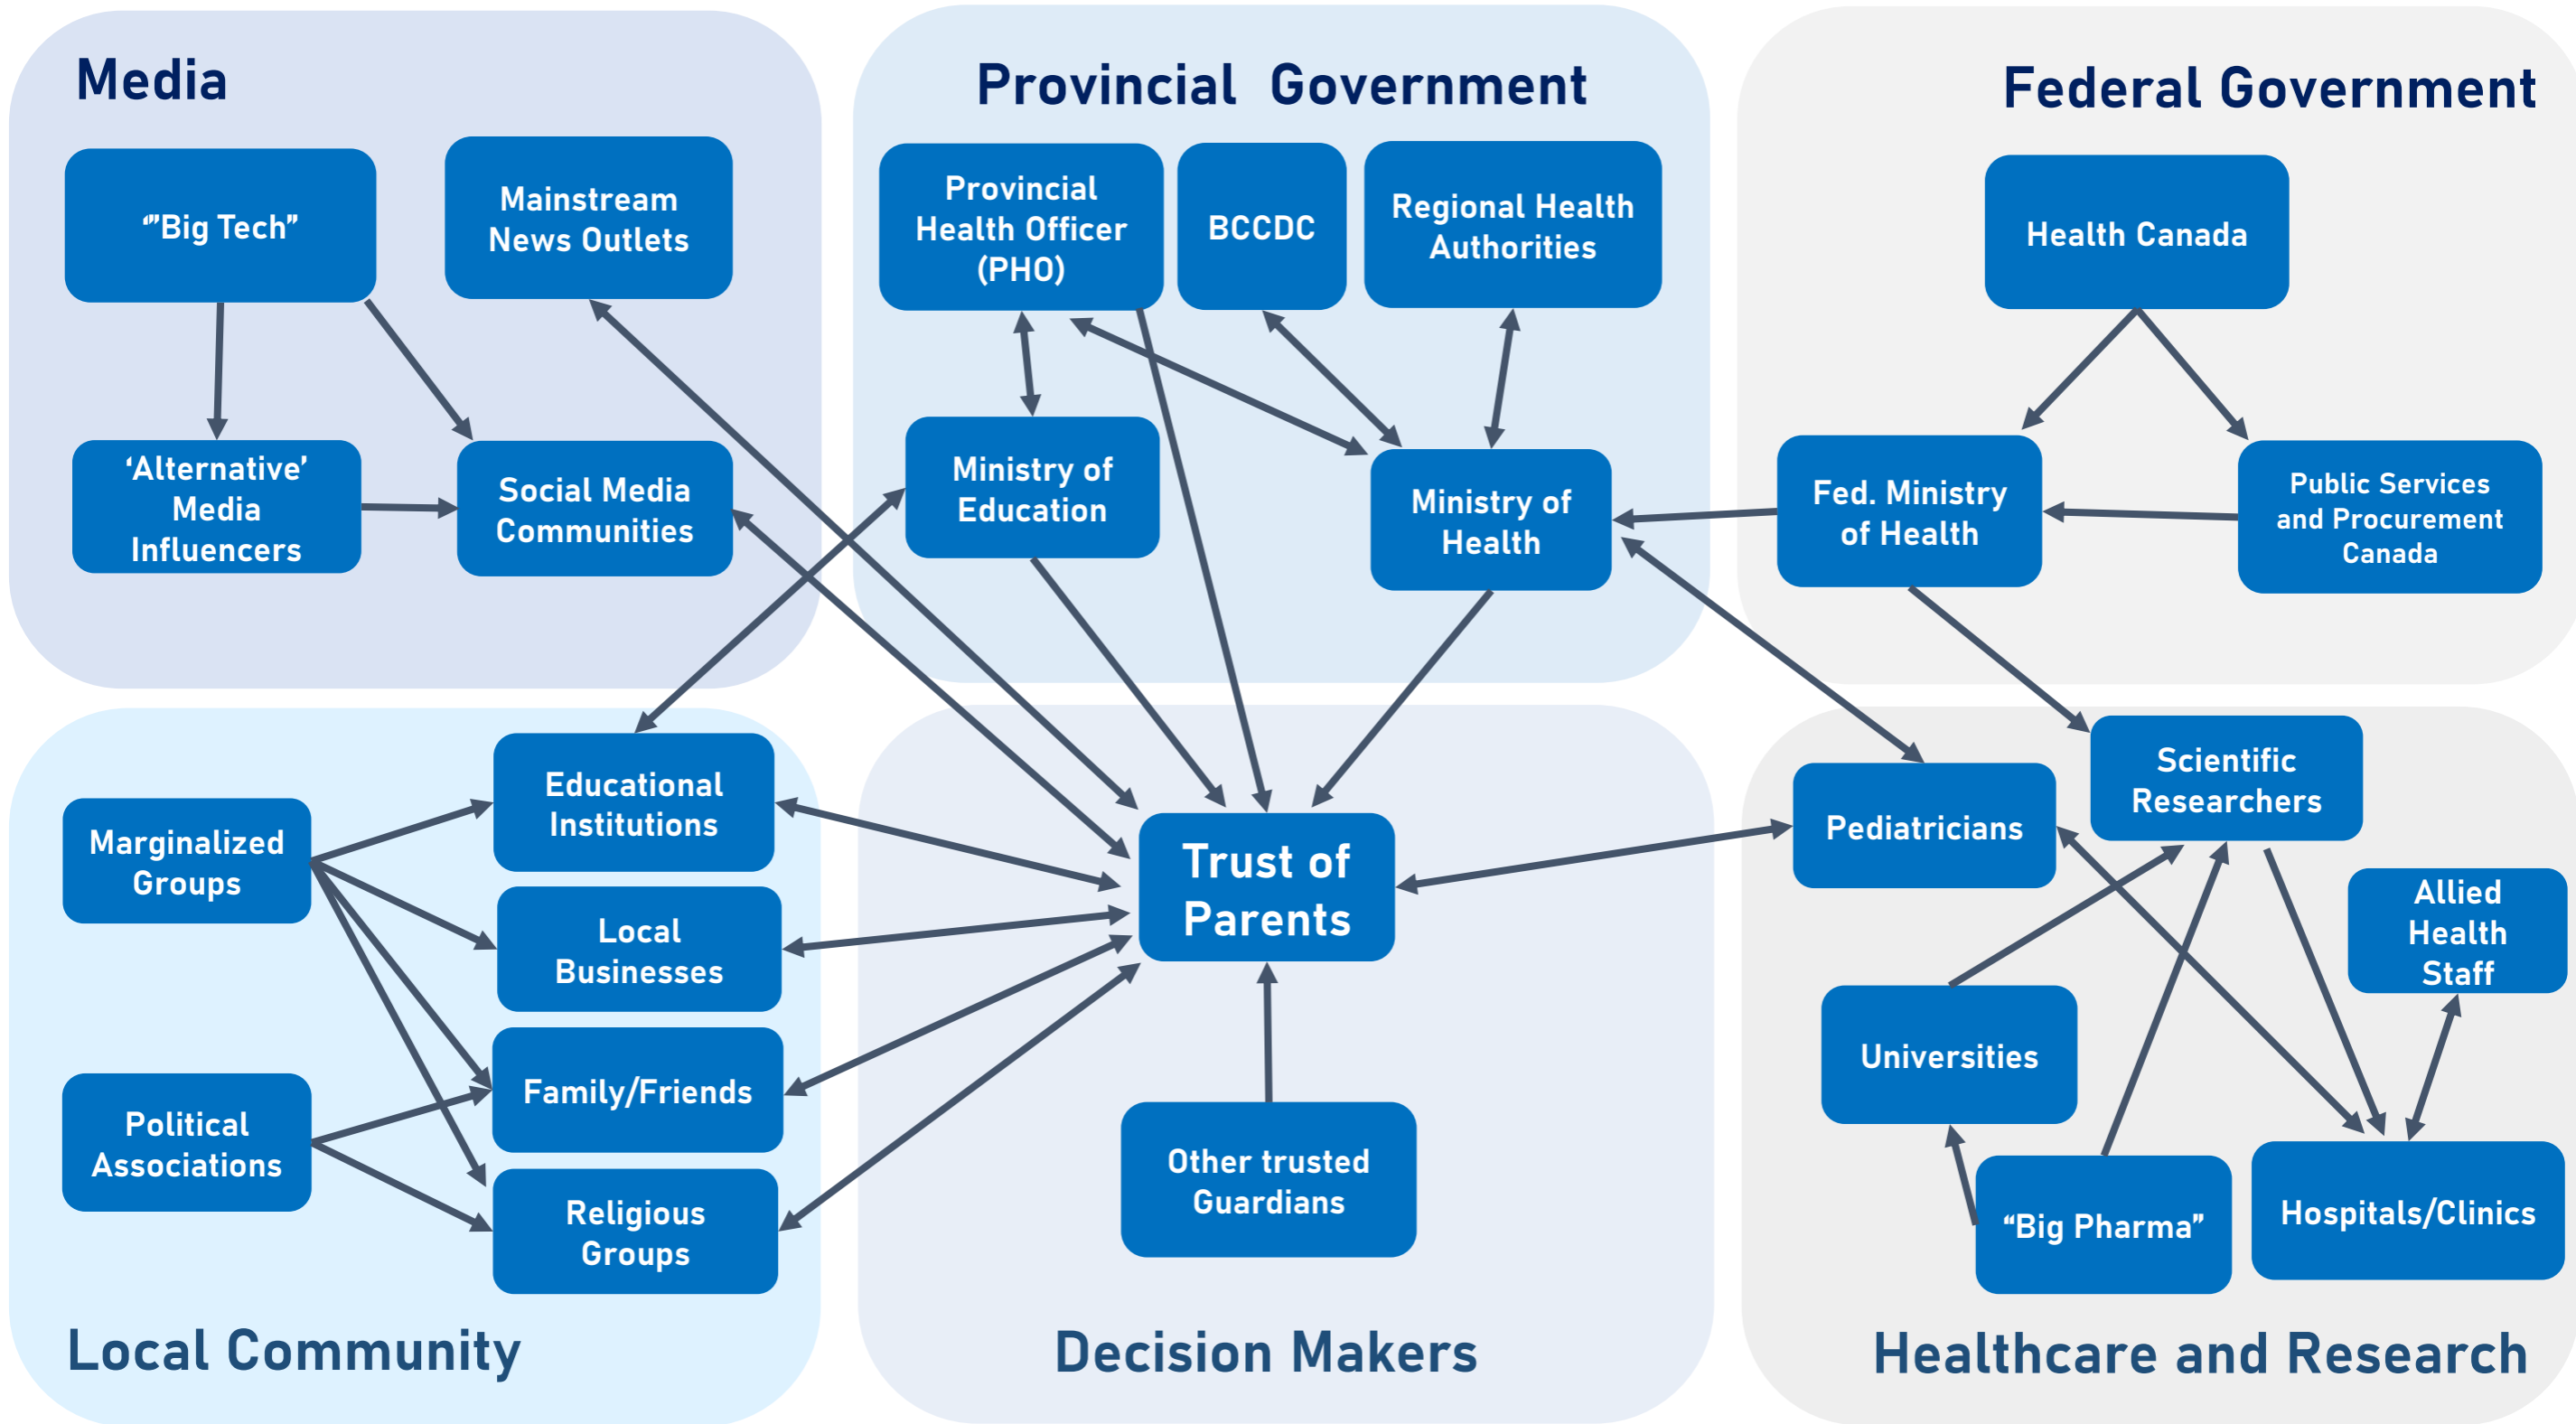 Media
"Big Tech"
Mainstream
News Outlets
‘Alternative’
Media
Influencers
Social Media
Communities
Provincial Government
Provincial
Health Officer
(PHO)
BCCDC
Regional Health
Authorities
Ministry of
Education
Ministry of
Health
Federal Government
Health Canada
Fed. Ministry
of Health
Public Services
and Procurement
Canada
Marginalized
Groups
Political
Associations
Educational
Institutions
Local
Businesses
Family/Friends
Religious
Groups
Local Community
Trust of
Parents
Other trusted
Guardians
Decision Makers
Pediatricians
Scientific
Researchers
Allied
Health
Staff
Universities
“Big Pharma”
Hospitals/Clinics
Healthcare and Research